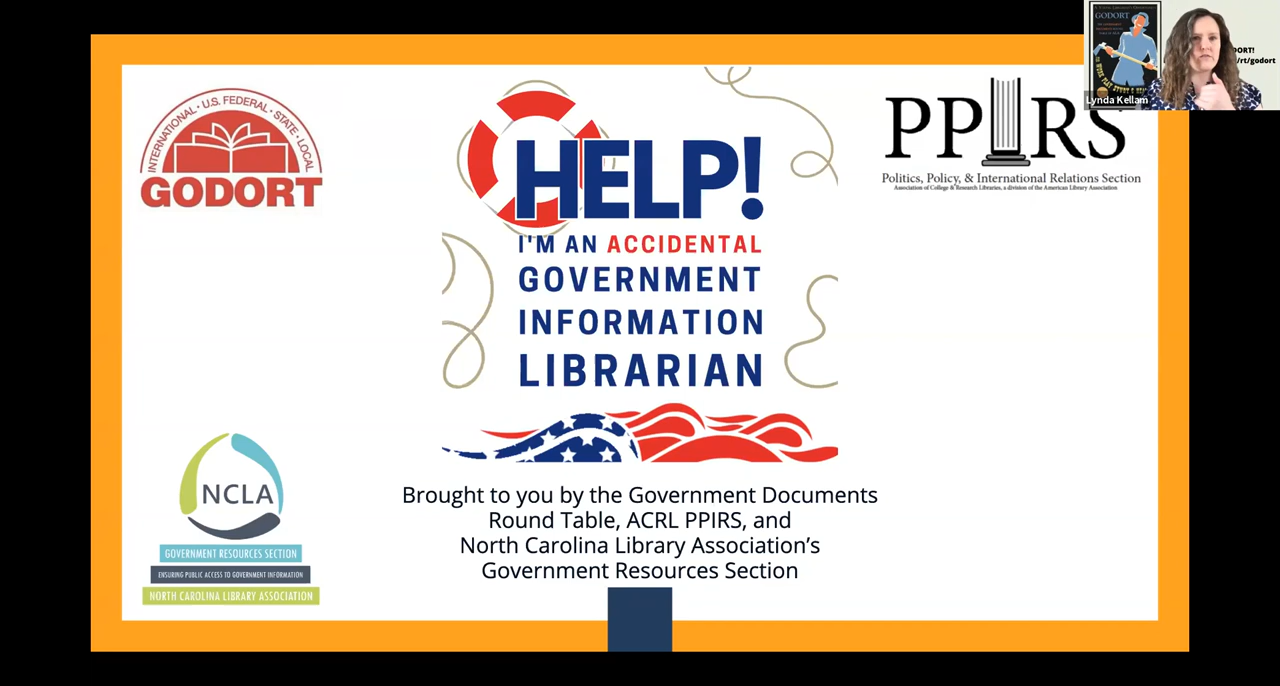 INTERNATIONAL · U.S. FEDERAL · STATE · LOCAL
GODORT
HELP!
I'M AN ACCIDENTAL
GOVERNMENT
INFORMATION
LIBRARIAN
PPIRS
Politics, Policy, & International Relations Section
Association of College & Research Libraries, a division of the American Library Association
GODORT
Lynda Kellam
/rt/godort
NCLA
GOVERNMENT RESOURCES SECTION
ENSURING PUBLIC ACCESS TO GOVERNMENT INFORMATION
NORTH CAROLINA LIBRARY ASSOCIATION
Brought to you by the Government Documents
Round Table, ACRL PPIRS, and
North Carolina Library Association’s
Government Resources Section